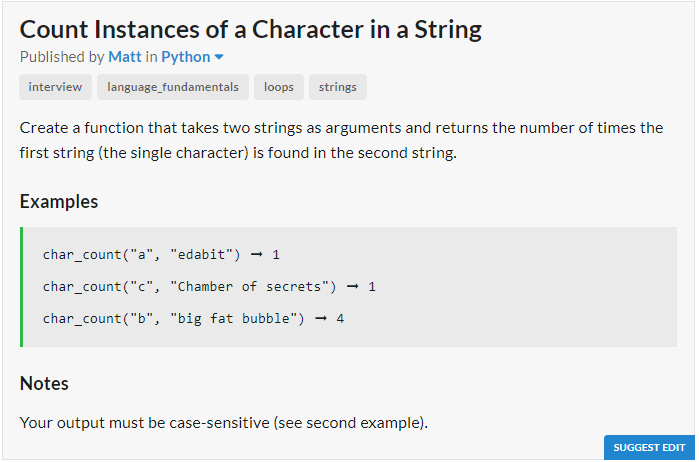 Count Instances of a Character in a String
Published by Matt in Python
interview language_fundamentals loops strings
Create a function that takes two strings as arguments and returns the number of times the
first string (the single character) is found in the second string.
Examples
char_count("a", "edabit") ➞ 1
char_count("c", "Chamber of secrets") ➞ 1
char_count("b", "big fat bubble") ➞ 4
Notes
Your output must be case-sensitive (see second example).
SUGGEST EDIT